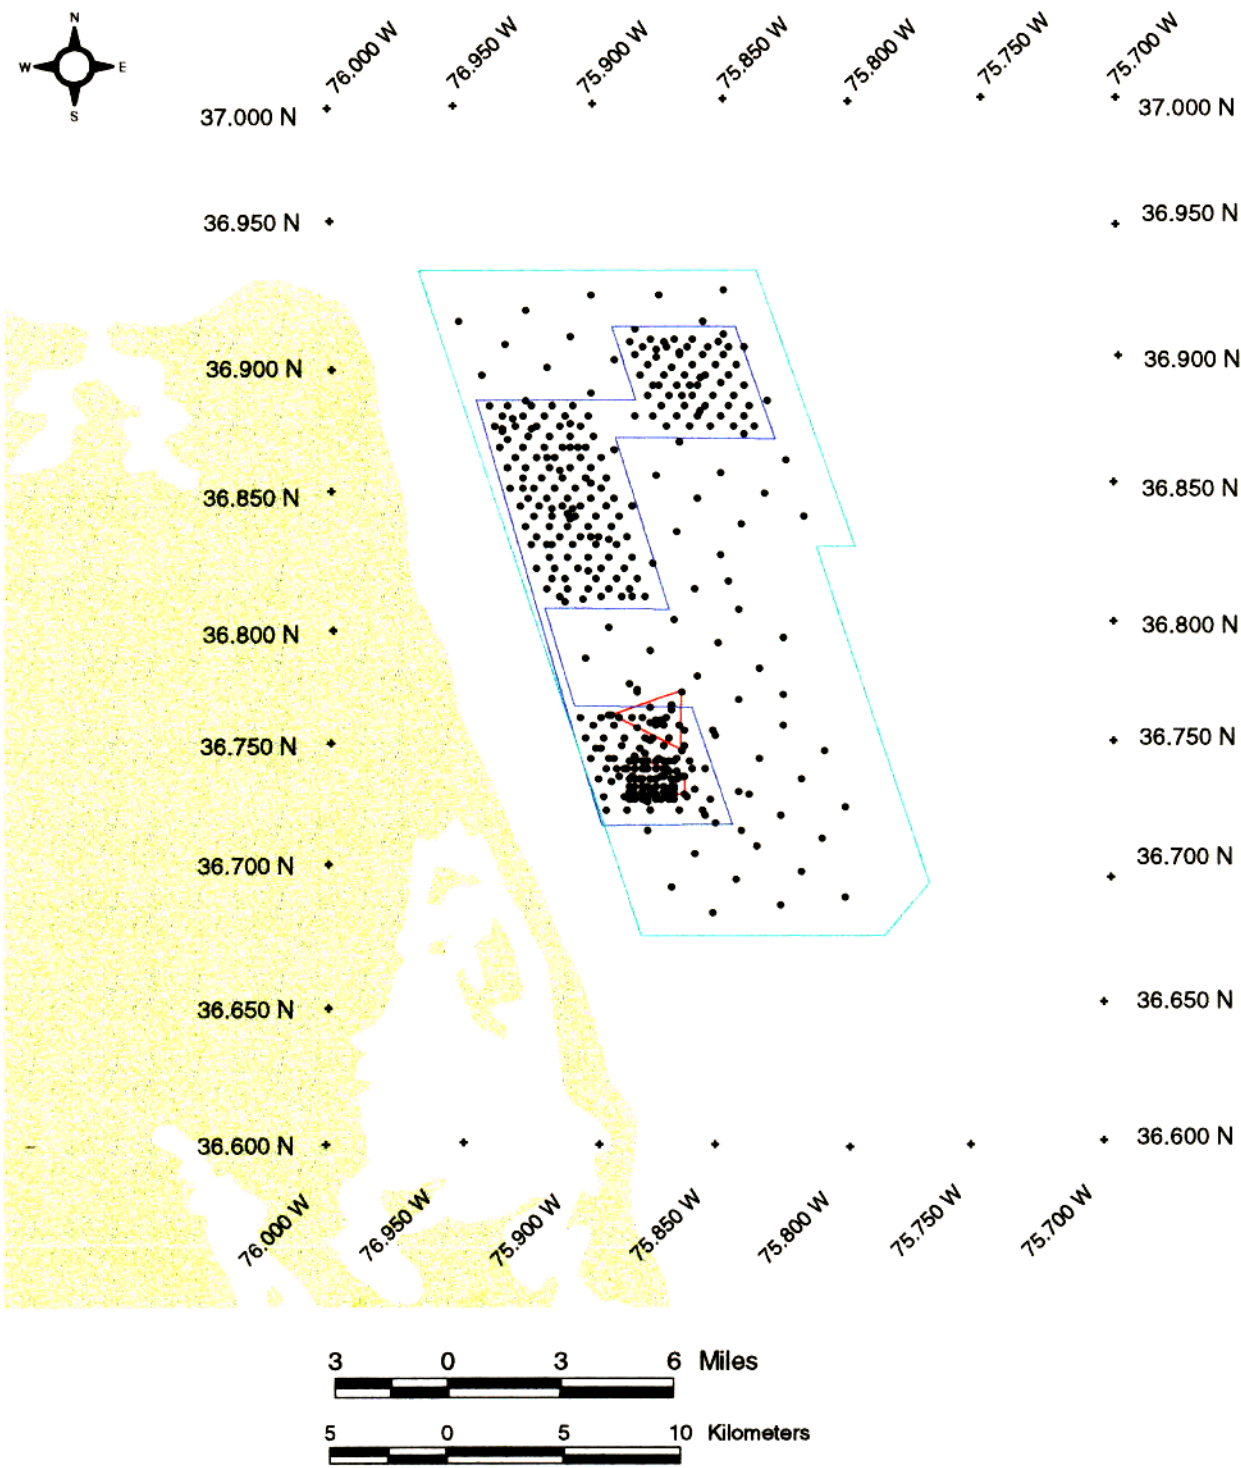 N
W E
S
76.000 W
76.950 W
75.900 W
75.850 W
75.800 W
75.750 W
75.700 W
37.000 N
37.000 N
36.950 N
36.950 N
36.900 N
36.900 N
36.850 N
36.850 N
36.800 N
36.800 N
36.750 N
36.750 N
36.700 N
36.700 N
36.650 N
36.650 N
36.600 N
36.600 N
76.000 W
76.950 W
75.900 W
75.850 W
75.800 W
75.750 W
75.700 W
3 0 3 6 Miles
5 0 5 10 Kilometers